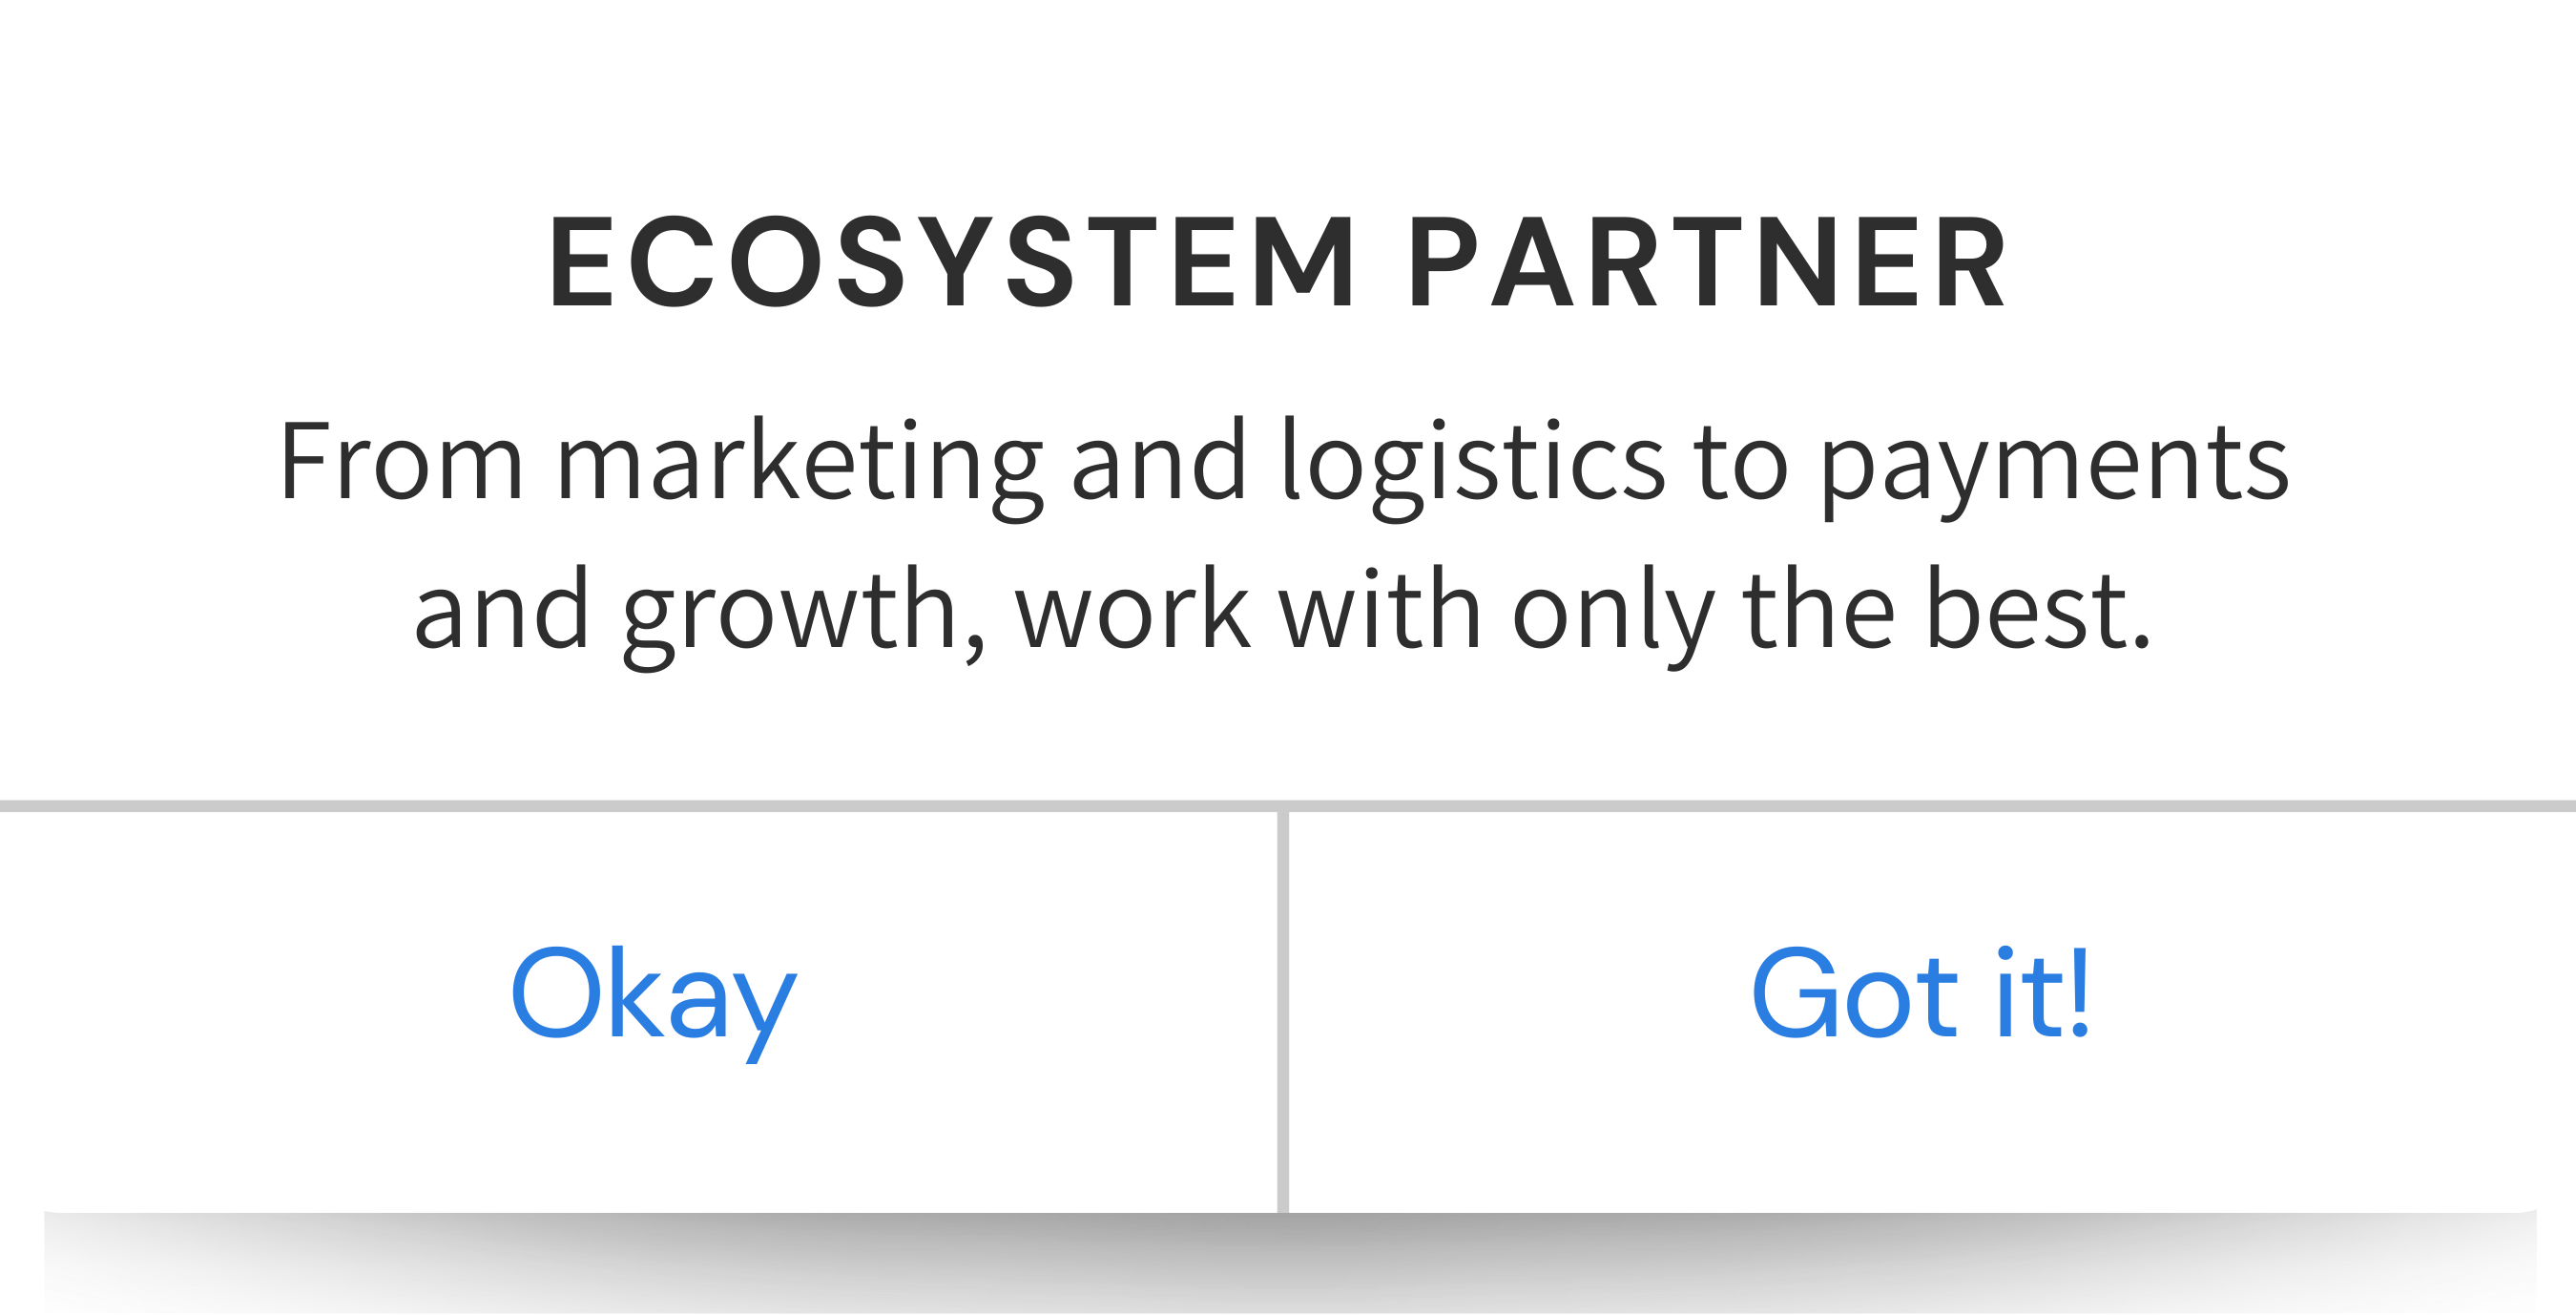 ECOSYSTEM PARTNER
From marketing and logistics to payments
and growth, work with only the best.
Okay
Got it!